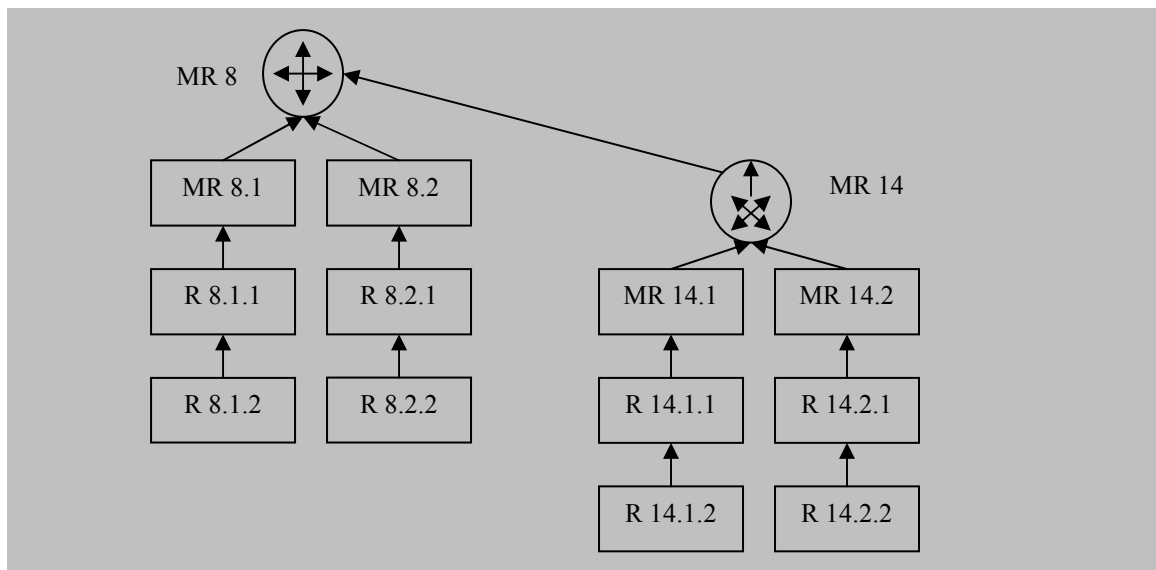 MR 8
MR 8.1
MR 8.2
MR 14
R 8.1.1
R 8.2.1
MR 14.1
MR 14.2
R 8.1.2
R 8.2.2
R 14.1.1
R 14.2.1
R 14.1.2
R 14.2.2